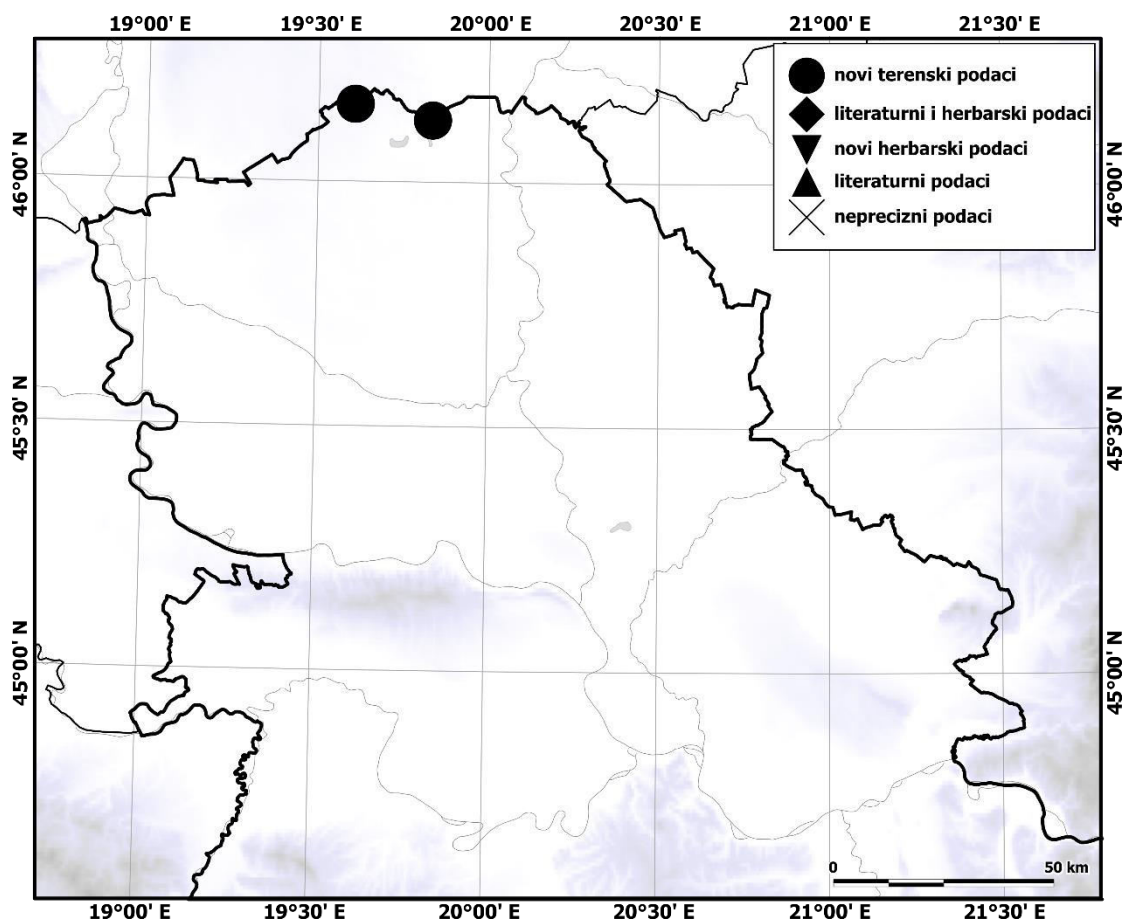 19°00' E 19°30' E 20°00' E 20°30' E 21°00' E 21°30' E
novi terenski podaci
literaturni i herbarski podaci
novi herbarski podaci
literaturni podaci
neprecizni podaci
46°00' N 46°00' N
45°30' N 45°30' N
45°00' N 45°00' N
0 50 km
19°00' E 19°30' E 20°00' E 20°30' E 21°00' E 21°30' E